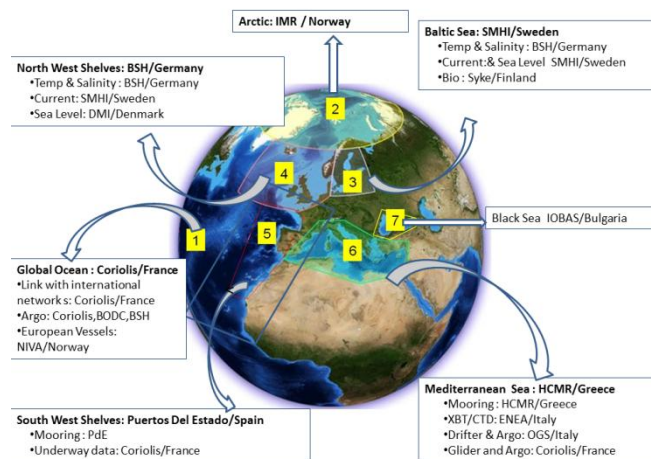 Arctic: IMR / Norway
Baltic Sea: SMHI/Sweden
•Temp & Salinity : BSH/Germany
•Current:& Sea Level SMHI/Sweden
•Bio : Syke/Finland
North West Shelves: BSH/Germany
•Temp & Salinity : BSH/Germany
•Current: SMHI/Sweden
•Sea Level: DMI/Denmark
2
4
3
7
1
5
6
Black Sea IOBAS/Bulgaria
Global Ocean : Coriolis/France
•Link with international
network s: Coriolis/France
•Argo: Coriolis,BODC,BSH
•European Vessels:
NIVA/Norway
South West Shelves: Puertos Del Estado/Spain
•Mooring : PdE
•Underway data: Coriolis/France
Mediterranean Sea : HCMR/Greece
•Mooring : HCMR/Greece
•XBT/CTD: ENEA/Italy
•Drifter & Argo: OGS/Italy
•Glider and Argo: Coriolis/France